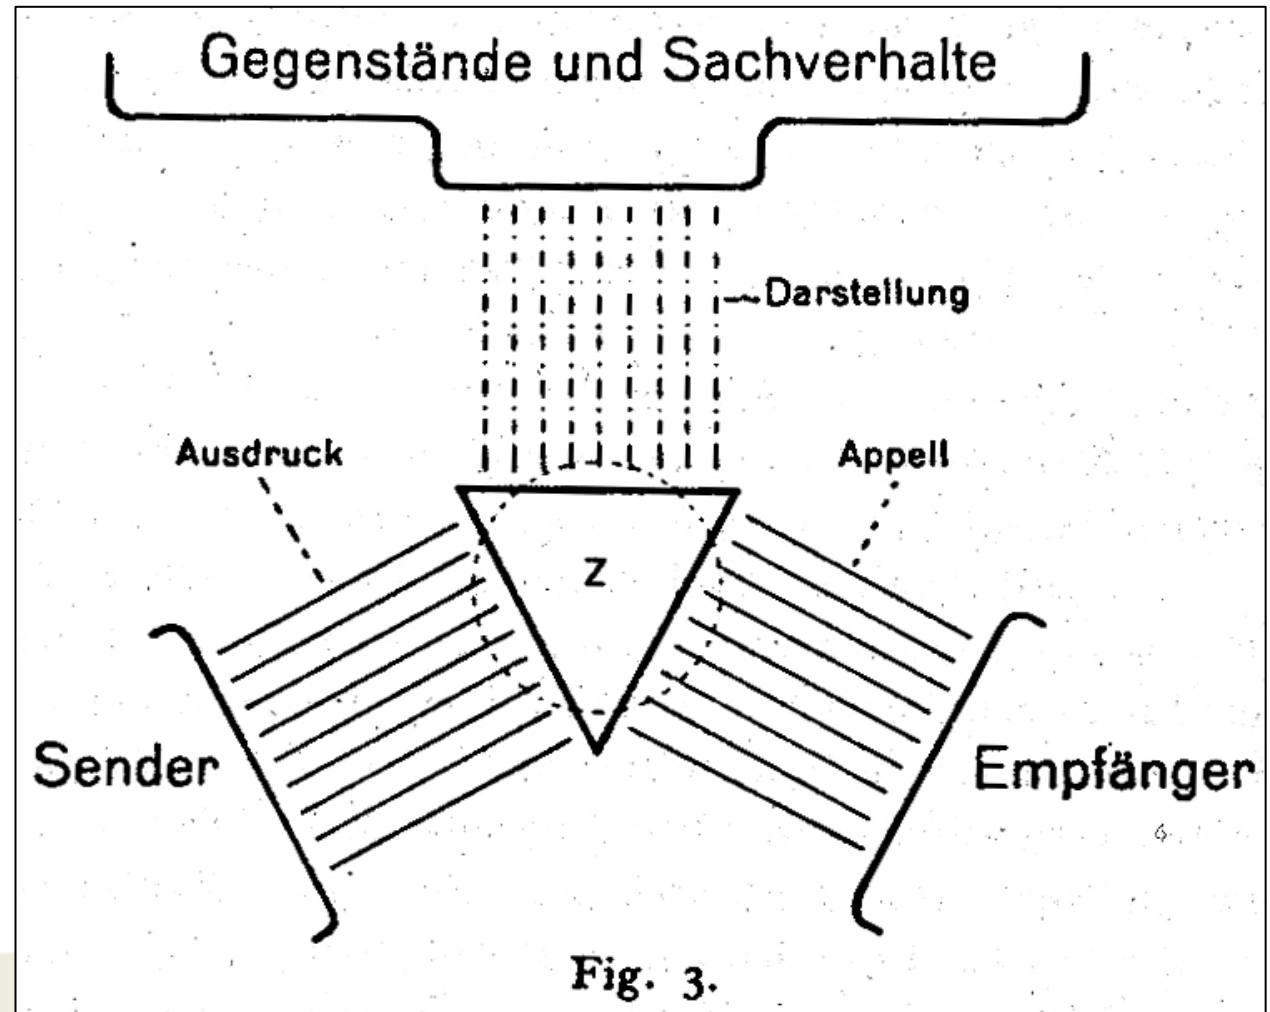 Gegenstände und Sachverhalte
Darstellung
Ausdruck
Appell
Z
Sender
Empfänger
Fig. 3.